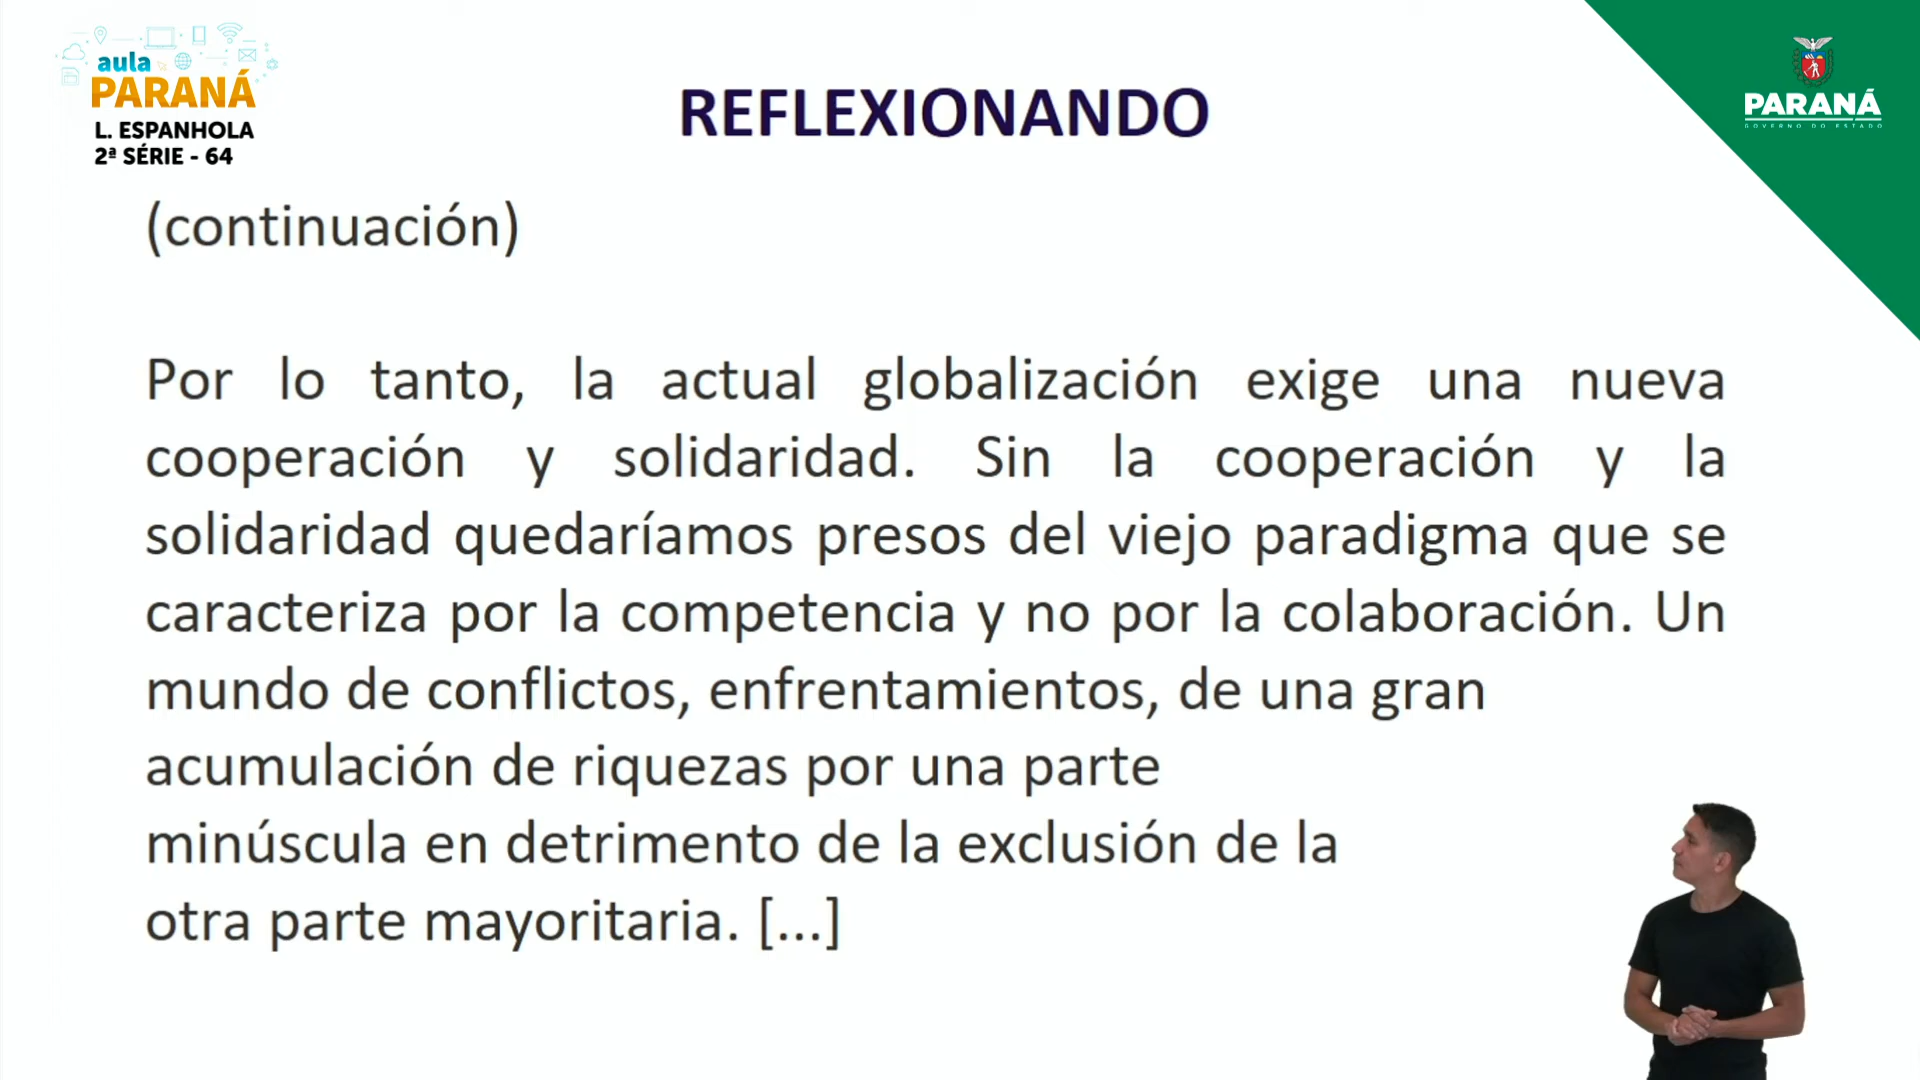 aula
PARANÁ
L. ESPANHOLA
2ª SÉRIE - 64
REFLEXIONANDO
PARANÁ
GOVERNO DO ESTADO
(continuación)
Por lo tanto, la actual globalización exige una nueva
cooperación y solidaridad. Sin la cooperación y la
solidaridad quedaríamos presos del viejo paradigma que se
caracteriza por la competencia y no por la colaboración. Un
mundo de conflictos, enfrentamientos, de una gran
acumulación de riquezas por una parte
minúscula en detrimento de la exclusión de la
otra parte mayoritaria. [...]